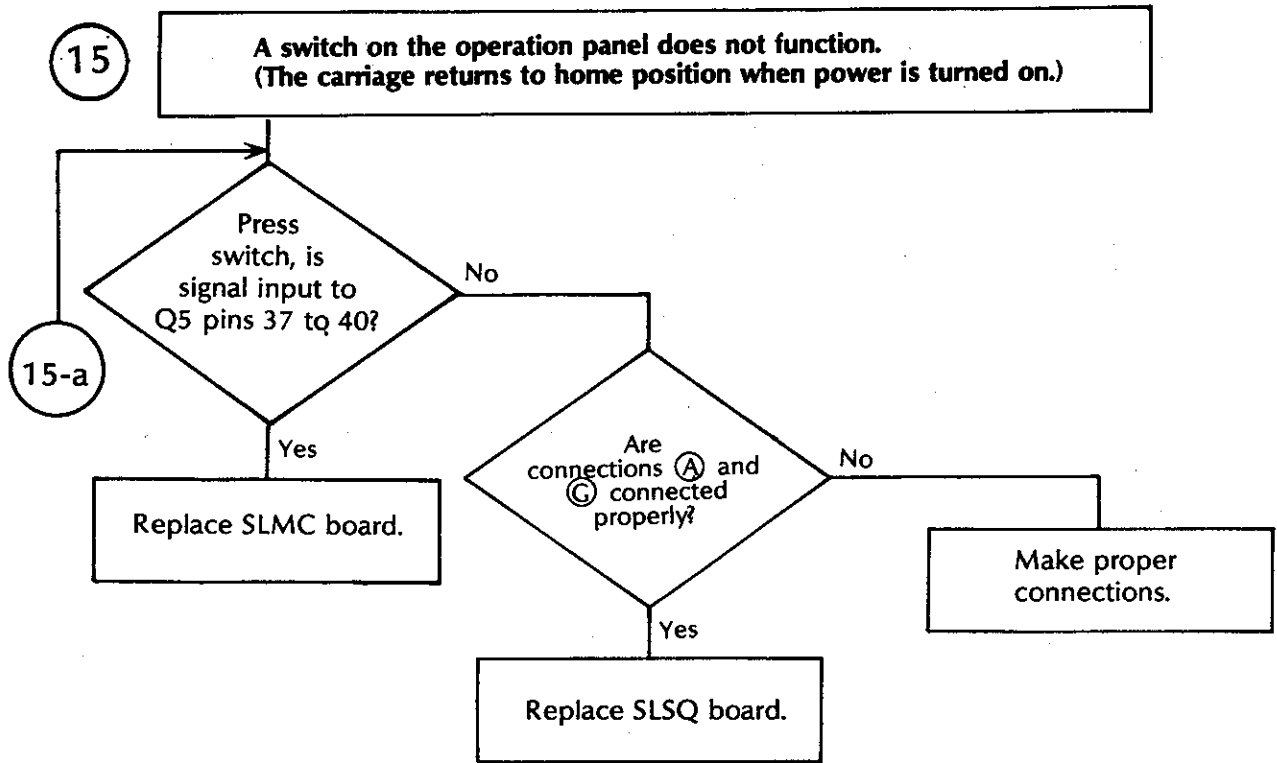 15
A switch on the operation panel does not function.
(The carriage returns to home position when power is turned on.)
Press
switch, is
signal input to
Q5 pins 37 to 40?
No
15-a
Yes
Replace SLMC board.
Are
connections Ⓐ and
Ⓖ connected
properly?
No
Make proper
connections.
Yes
Replace SLSQ board.